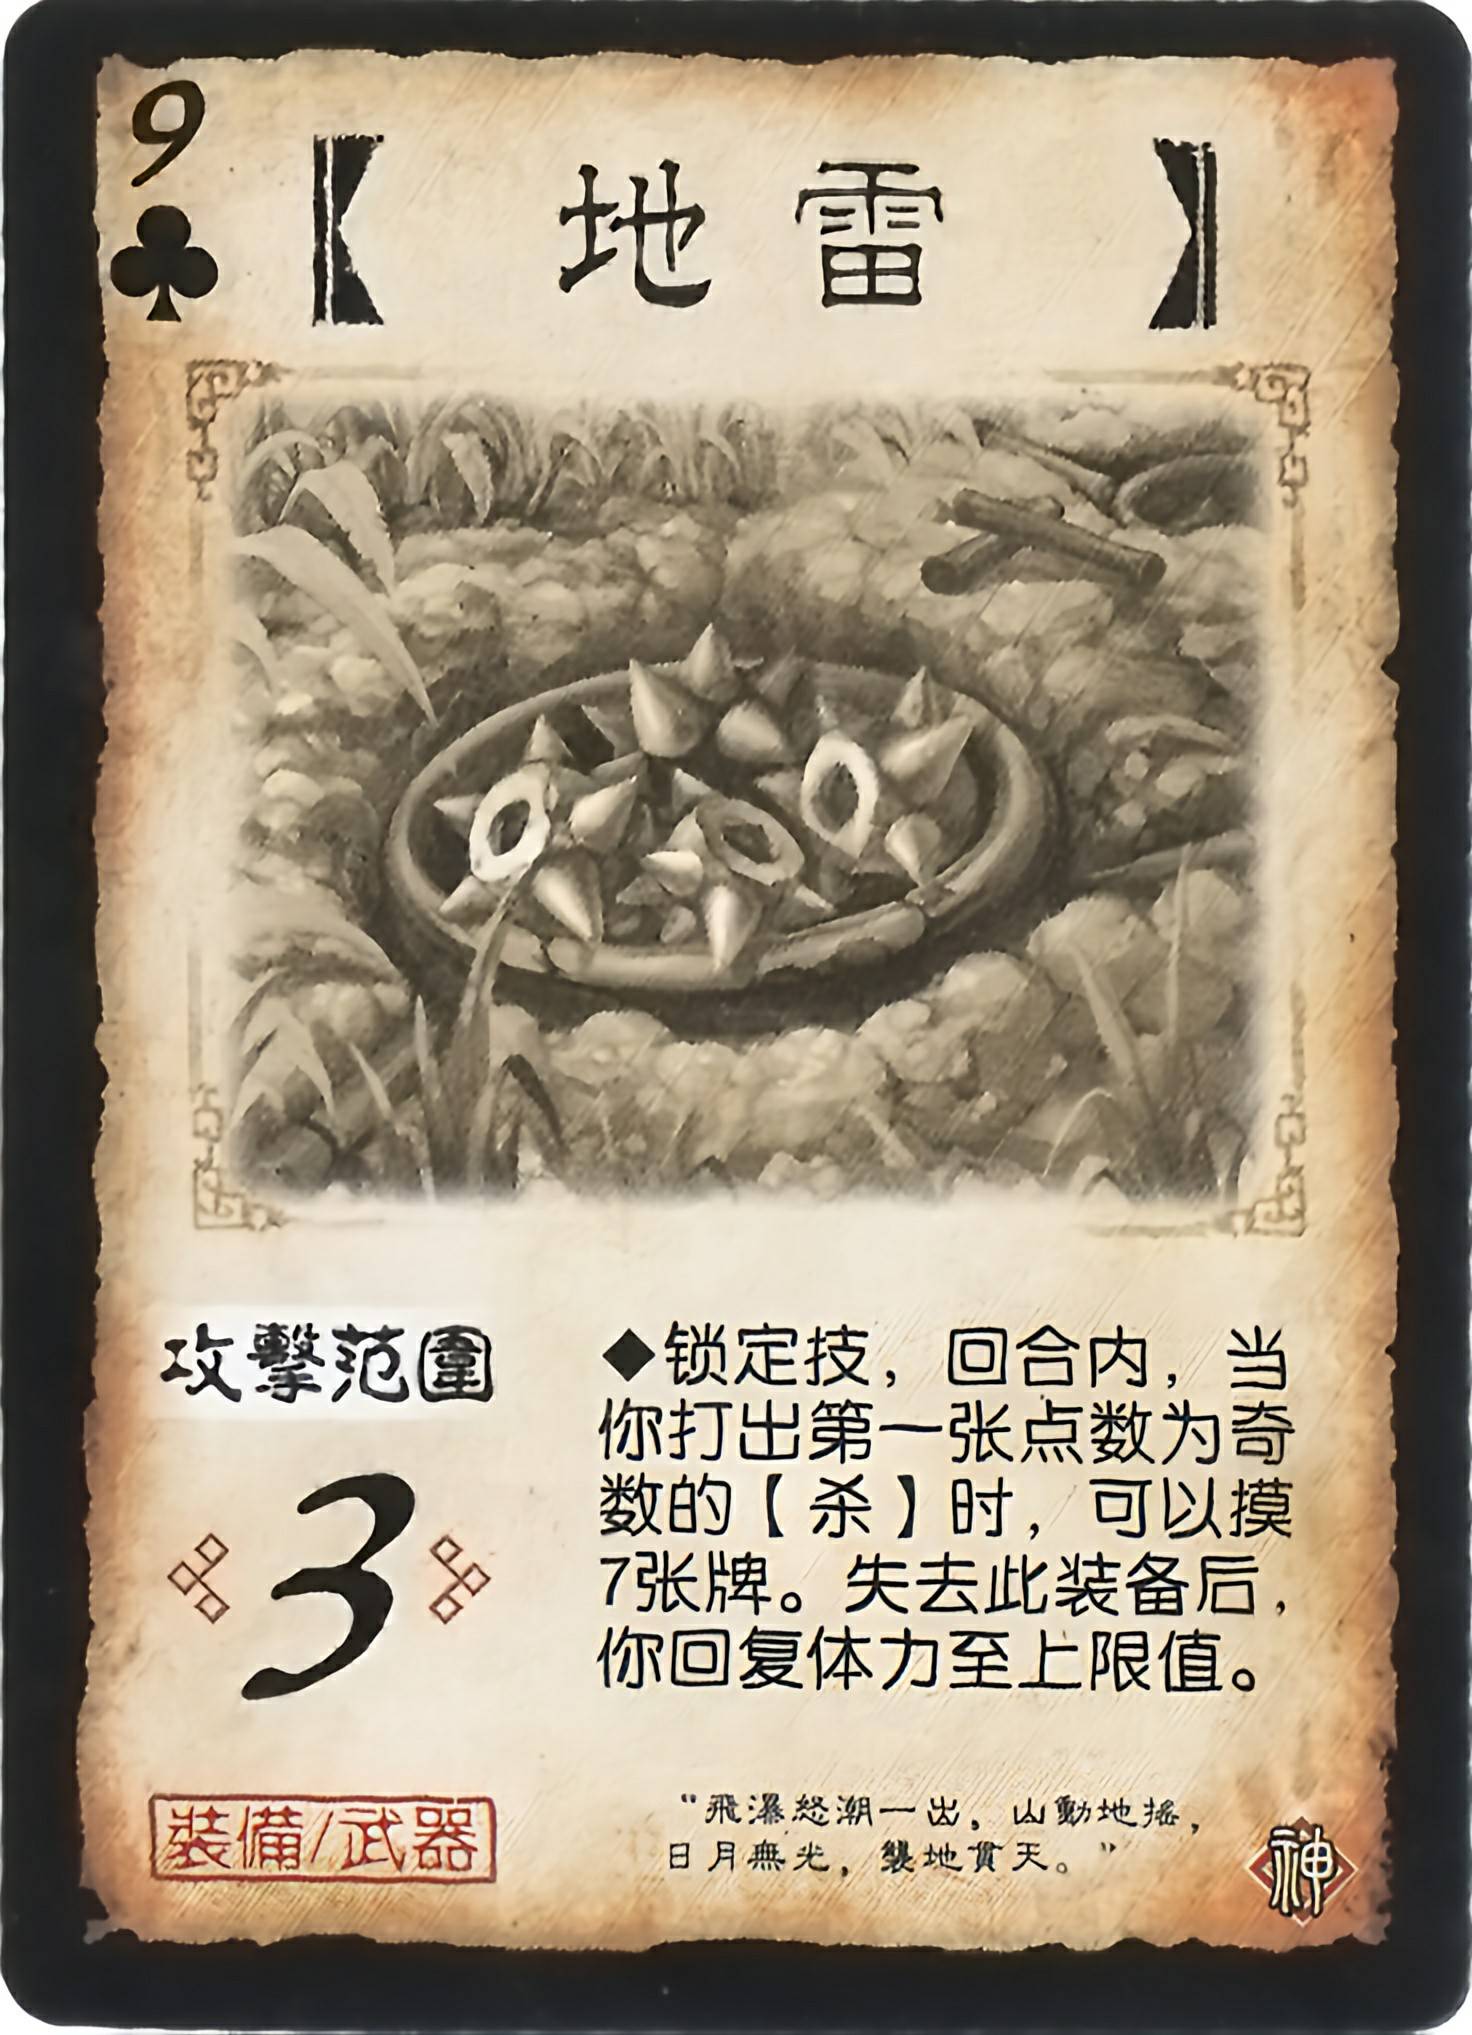 9
【地雷】
攻擊范圍
3
◆锁定技，回合内，当
你打出第一张点数为奇
数的【杀】时，可以摸
7张牌。失去此装备后，
你回复体力至上限值。
裝備/武器
“飛瀑怒潮一出，山動地搖，
日月無光，襲地貫天。”
神